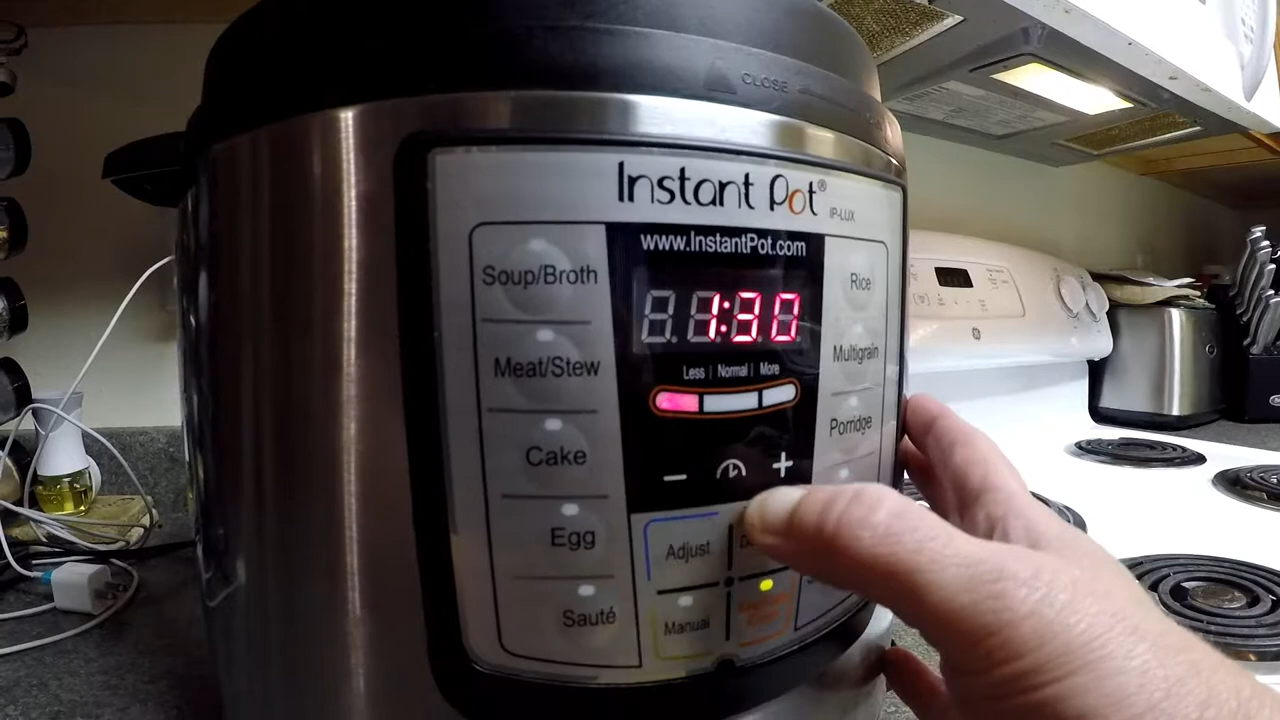 CLOSE
Instant Pot®
IP-LUX
www.InstantPot.com
Soup/Broth
Meat/Stew
Cake
Egg
Sauté
1:30
Less | Normal | More
− +
Adjust
Manual
Rice
Multigrain
Porridge